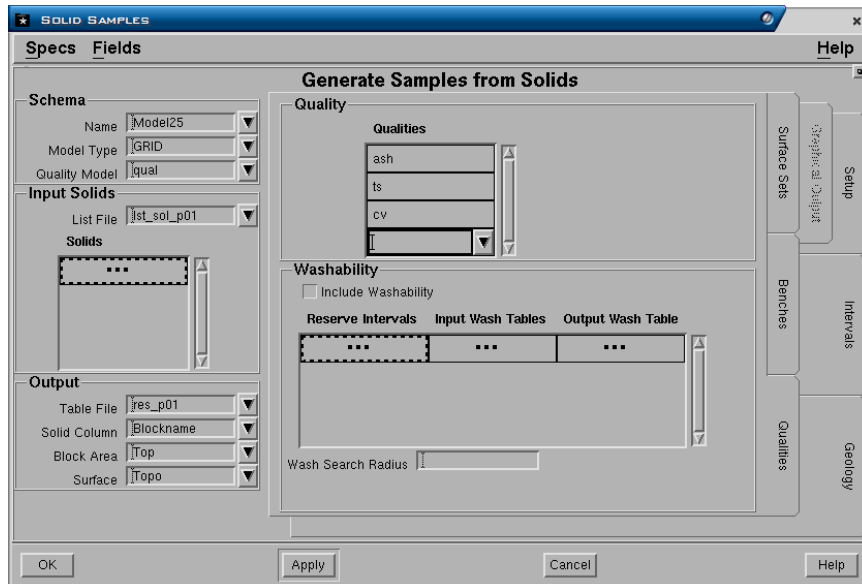 SOLID SAMPLES
Specs Fields Help
Generate Samples from Solids
Schema
Name Model25
Model Type GRID
Quality Model qual
Input Solids
List File lst_sol_p01
Solids
...
Output
Table File res_p01
Solid Column Blockname
Block Area Top
Surface Topo
Quality
Qualities
ash
ts
cv
Washability
Include Washability
Reserve Intervals Input Wash Tables Output Wash Table
... ... ...
Wash Search Radius
Surface Sets
Benches
Qualities
Graphical Output
Setup
Intervals
Geology
OK Apply Cancel Help